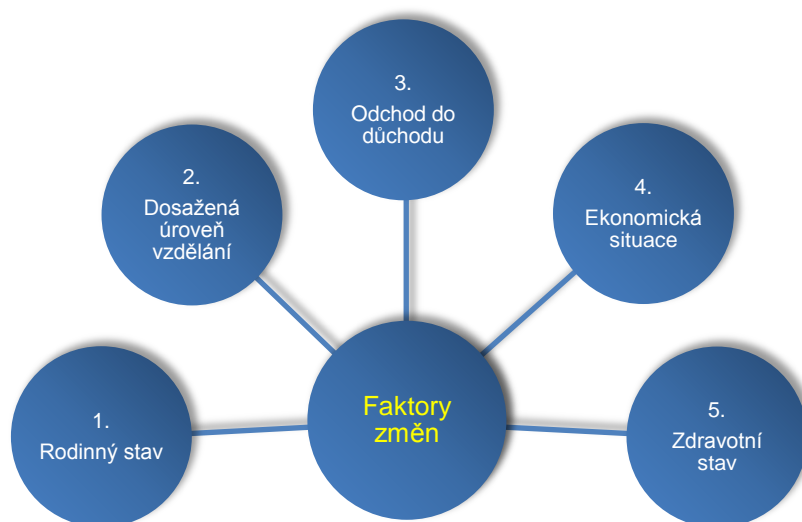 3.
Odchod do
důchodu
2.
Dosažená
úroveň
vzdělání
4.
Ekonomická
situace
Faktory
změn
1.
Rodinný stav
5.
Zdravotní
stav